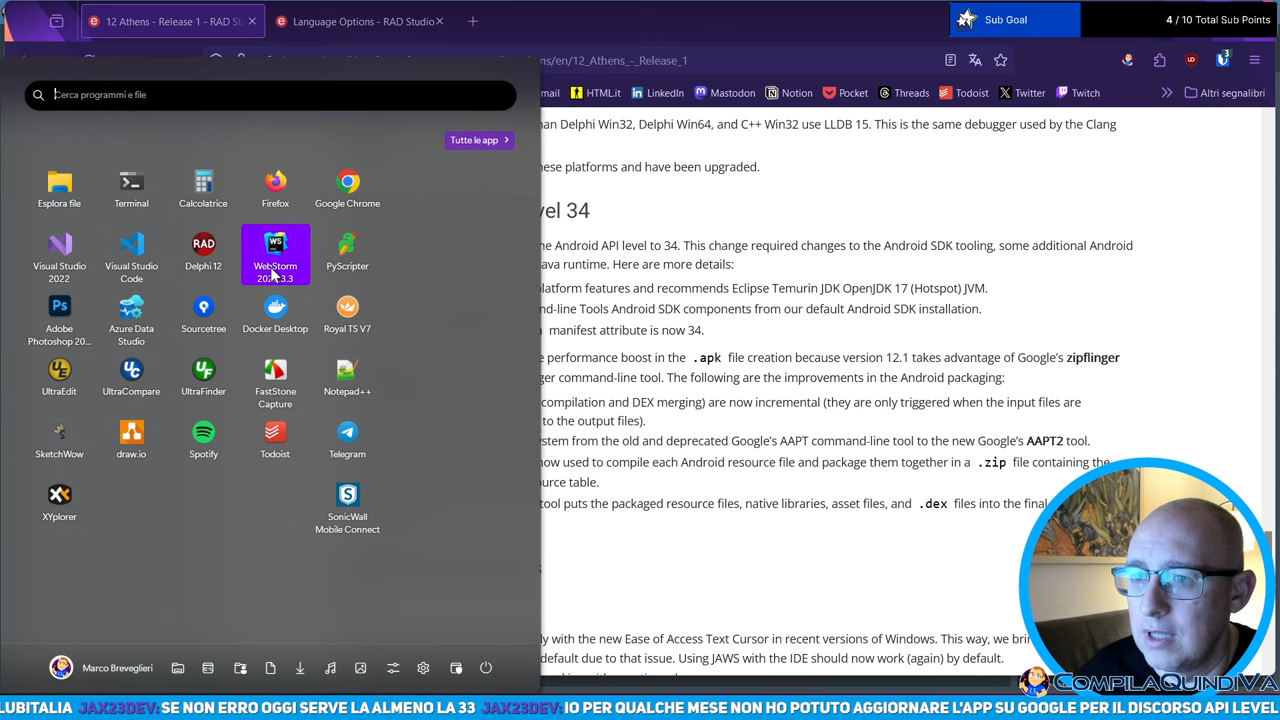 12 Athens - Release 1 - RAD St
Language Options - RAD Studio
Sub Goal
4 / 10 Total Sub Points
ns/en/12_Athens_-_Release_1
3
mail
HTML.it
LinkedIn
Mastodon
Notion
Pocket
Threads
Todoist
Twitter
Twitch
Altri segnalibri
Cerca programmi e file
Tutte le app
Esplora file
Terminal
Calcolatrice
Firefox
Google Chrome
Visual Studio
2022
Visual Studio
Code
RAD
Delphi 12
WS
WebStorm
PyScripter
Ps
Adobe
Photoshop 20...
Azure Data
Studio
Sourcetree
Docker Desktop
Royal TS V7
UltraEdit
UltraCompare
UltraFinder
FastStone
Capture
Notepad++
SketchWow
draw.io
Spotify
Todoist
Telegram
XYplorer
SonicWall
Mobile Connect
Marco Breveglieri
han Delphi Win32, Delphi Win64, and C++ Win32 use LLDB 15. This is the same debugger used by the Clang
hese platforms and have been upgraded.
vel 34
he Android API level to 34. This change required changes to the Android SDK tooling, some additional Android
ava runtime. Here are more details:
platform features and recommends Eclipse Temurin JDK OpenJDK 17 (Hotspot) JVM.
nd-line Tools Android SDK components from our default Android SDK installation.
manifest attribute is now 34.
e performance boost in the .apk file creation because version 12.1 takes advantage of Google's zipflinger
ger command-line tool. The following are the improvements in the Android packaging:
compilation and DEX merging) are now incremental (they are only triggered when the input files are
to the output files).
ystem from the old and deprecated Google's AAPT command-line tool to the new Google's AAPT2 tool.
now used to compile each Android resource file and package them together in a .zip file containing the
ource table.
tool puts the packaged resource files, native libraries, asset files, and .dex files into the final
ly with the new Ease of Access Text Cursor in recent versions of Windows. This way, we bri
default due to that issue. Using JAWS with the IDE should now work (again) by default.
CompilaQuindiVa
LUBITALIA JAX23DEV: SE NON ERRO OGGI SERVE LA ALMENO LA 33 JAX23DEV: IO PER QUALCHE MESE NON HO POTUTO AGGIORNARE L'APP SU GOOGLE PER IL DISCORSO API LEVEL